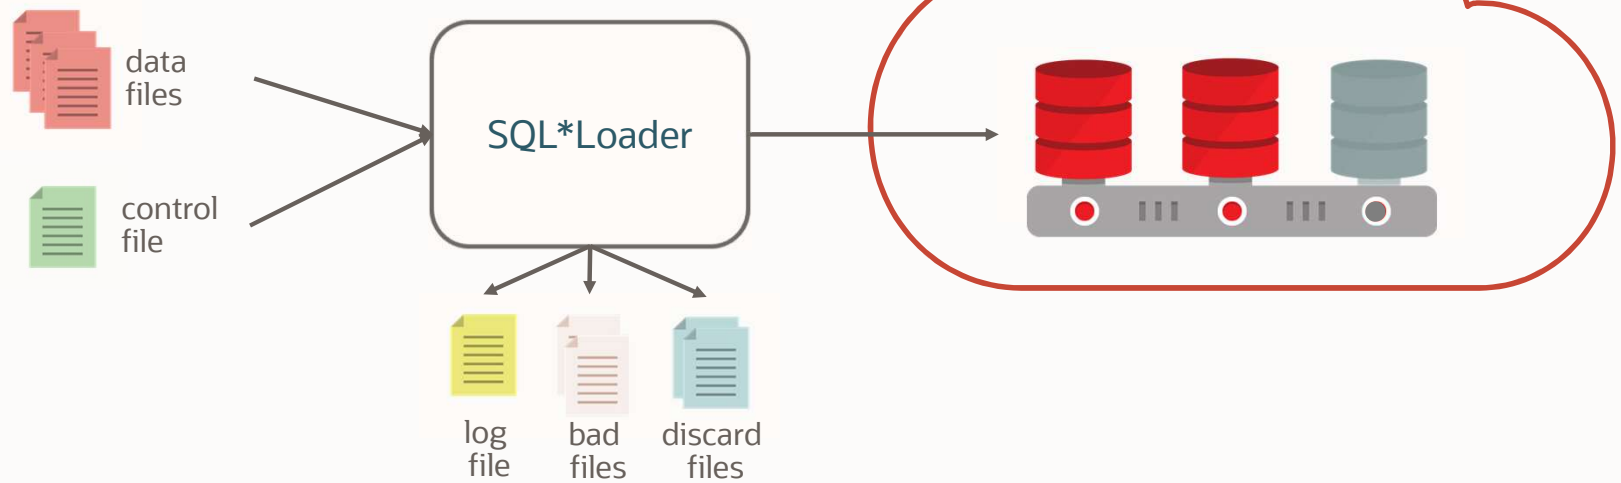 data
files
SQL*Loader
control
file
log
file
bad
files
discard
files